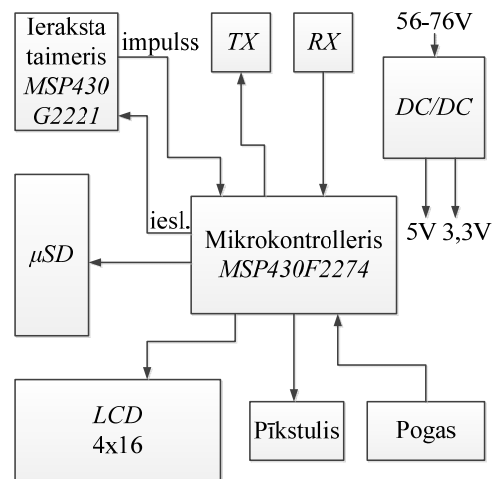 Ieraksta
taimeris
MSP430
G2221
impulss
TX
RX
56-76V
DC/DC
5V 3,3V
iesl.
μSD
Mikrokontrolleris
MSP430F2274
LCD
4x16
Pīkstulis
Pogas